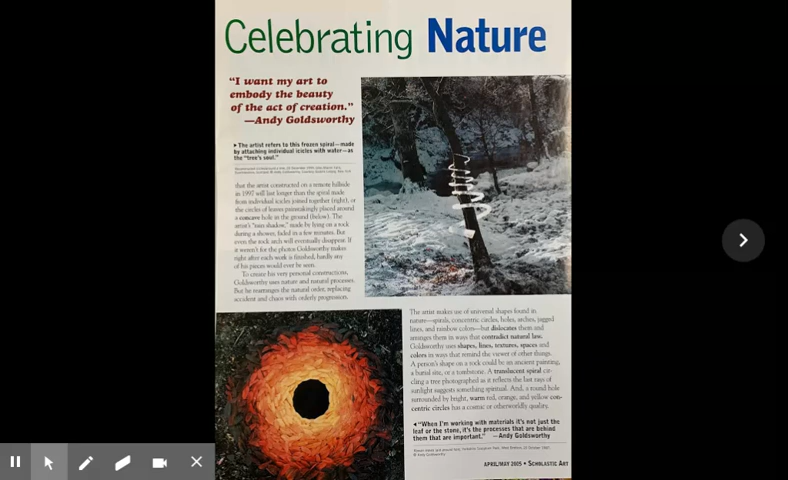 Celebrating Nature
"I want my art to
embody the beauty
of the act of creation."
—Andy Goldsworthy
▸ The artist refers to this frozen spiral—made
by attaching individual icicles with water—as
the "tree's soul."
that the artist constructed on a remote hillside
in 1997 will last longer than the spiral made
from individual icicles joined together (right), or
the circles of leaves painstakingly placed around
a concave hole in the ground (below). The
artist's "rain shadow," made by lying on a rock
during a shower, faded in a few minutes. But
even the rock arch will eventually disappear. If
it weren't for the photos Goldsworthy makes
right after each work is finished, hardly any
of his pieces would ever be seen.
To create his very personal constructions,
Goldsworthy uses nature and natural processes.
But he rearranges the natural order, replacing
accident and chaos with orderly progression.
The artist makes use of universal shapes found in
nature—spirals, concentric circles, holes, arches, jagged
lines, and rainbow colors—but dislocates them and
arranges them in ways that contradict natural law.
Goldsworthy uses shapes, lines, textures, spaces and
colors in ways that remind the viewer of other things.
A person's shape on a rock could be an ancient painting,
a burial site, or a tombstone. A translucent spiral cir-
cling a tree photographed as it reflects the last rays of
sunlight suggests something spiritual. And, a round hole
surrounded by bright, warm red, orange, and yellow con-
centric circles has a cosmic or otherworldly quality.
◂ "When I'm working with materials it's not just the
leaf or the stone, it's the processes that are behind
them that are important." —Andy Goldsworthy
APRIL/MAY 2005 • SCHOLASTIC ART